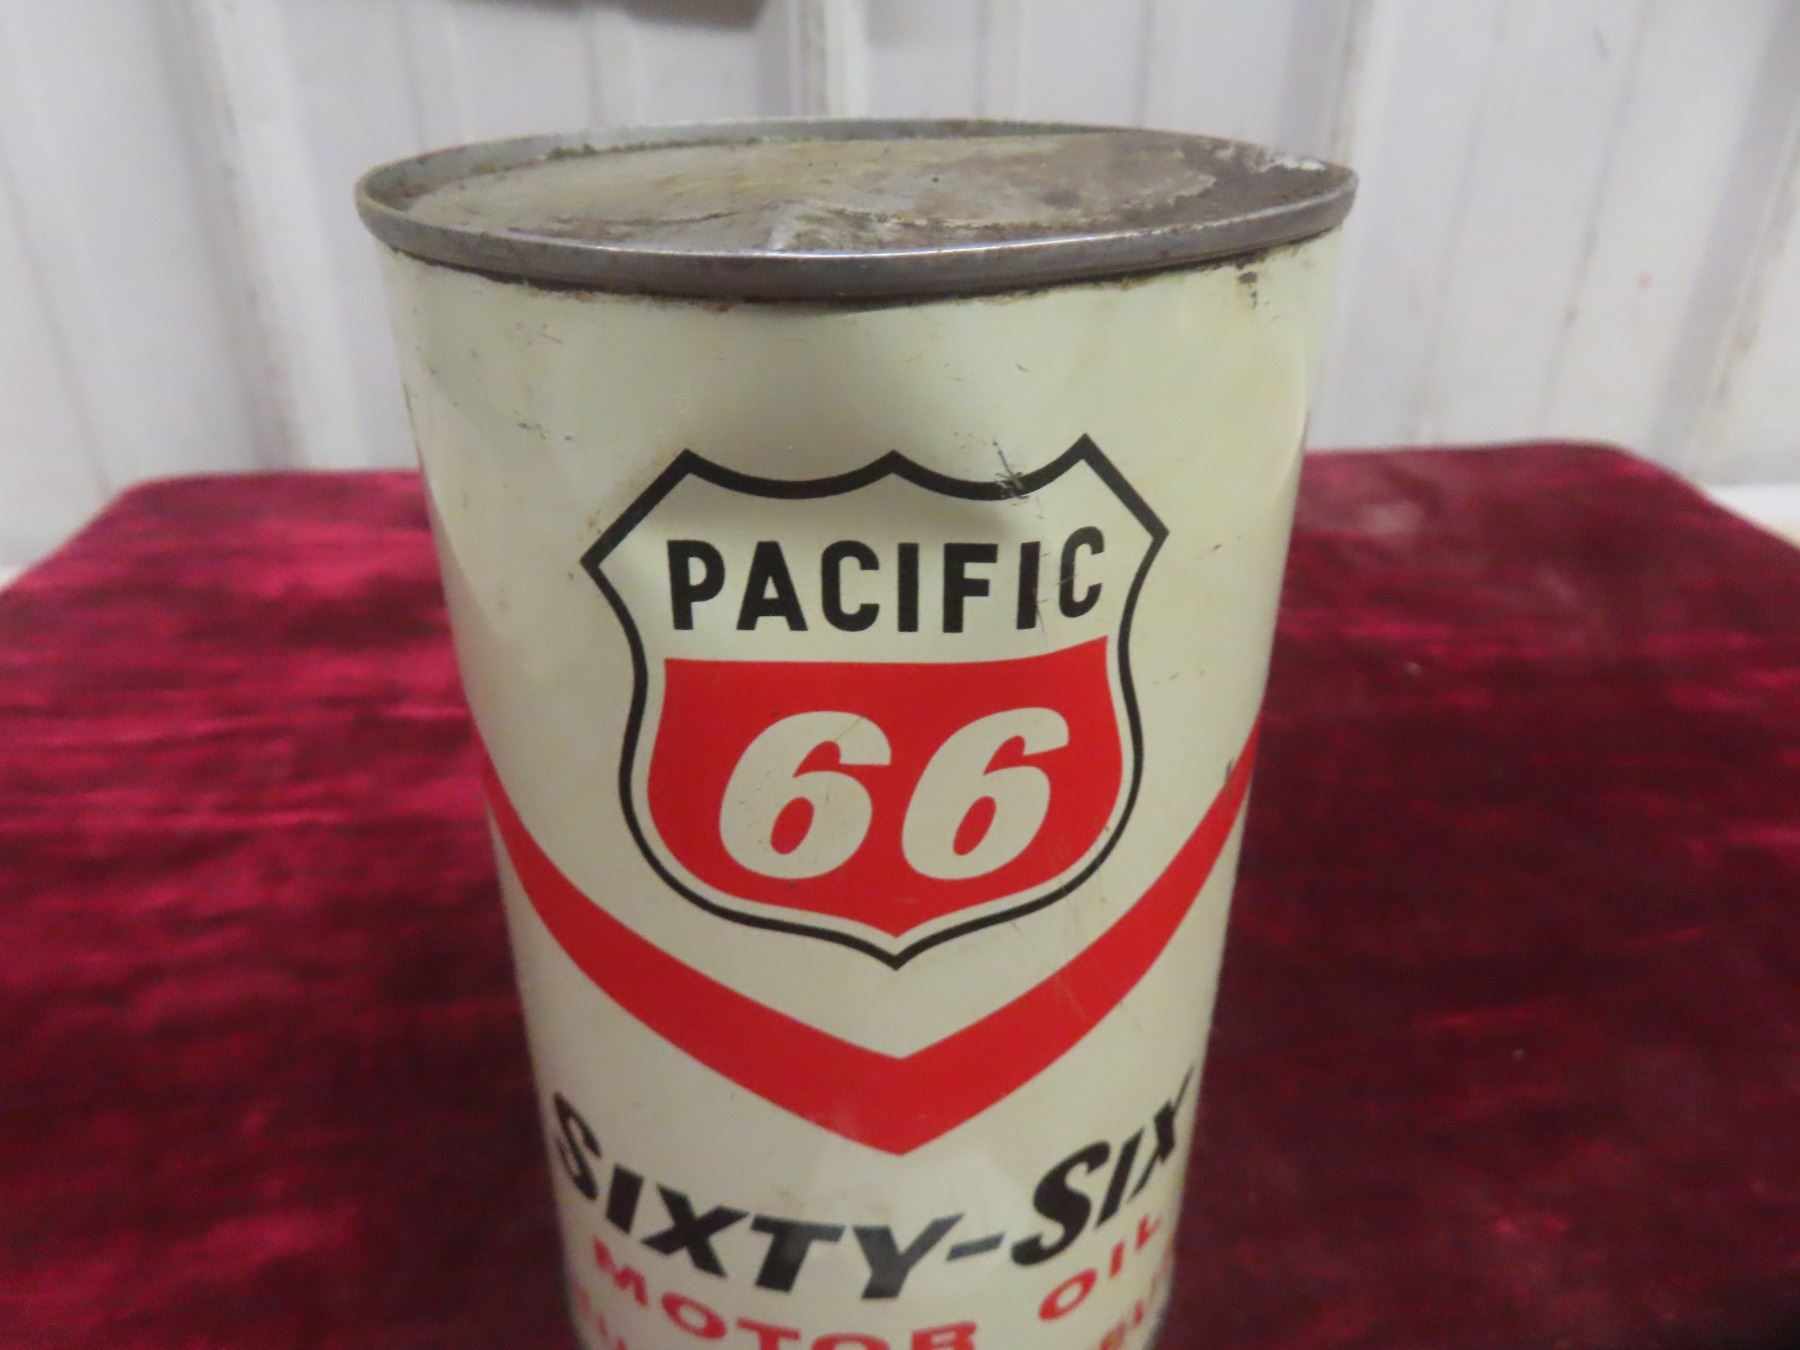 PACIFIC
66
SIXTY-SIX
MOTOR OIL